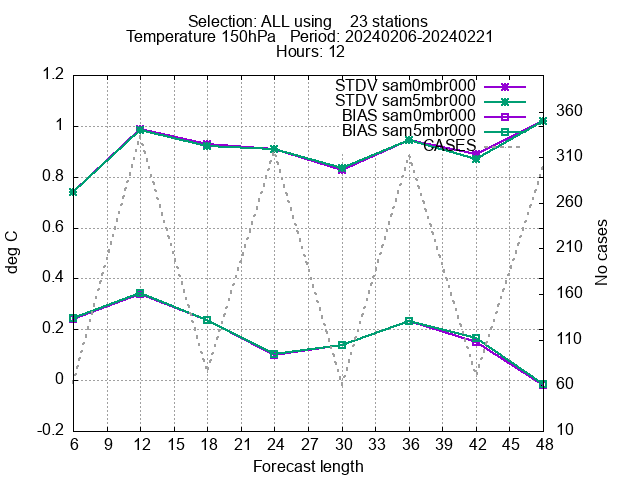 Selection: ALL using 23 stations
Temperature 150hPa Period: 20240206-20240221
Hours: 12
STDV sam0mbr000
STDV sam5mbr000
BIAS sam0mbr000
BIAS sam5mbr000
CASES
1.2
1
0.8
0.6
0.4
0.2
0
-0.2
deg C
360
310
260
210
160
110
60
10
No cases
6 9 12 15 18 21 24 27 30 33 36 39 42 45 48
Forecast length